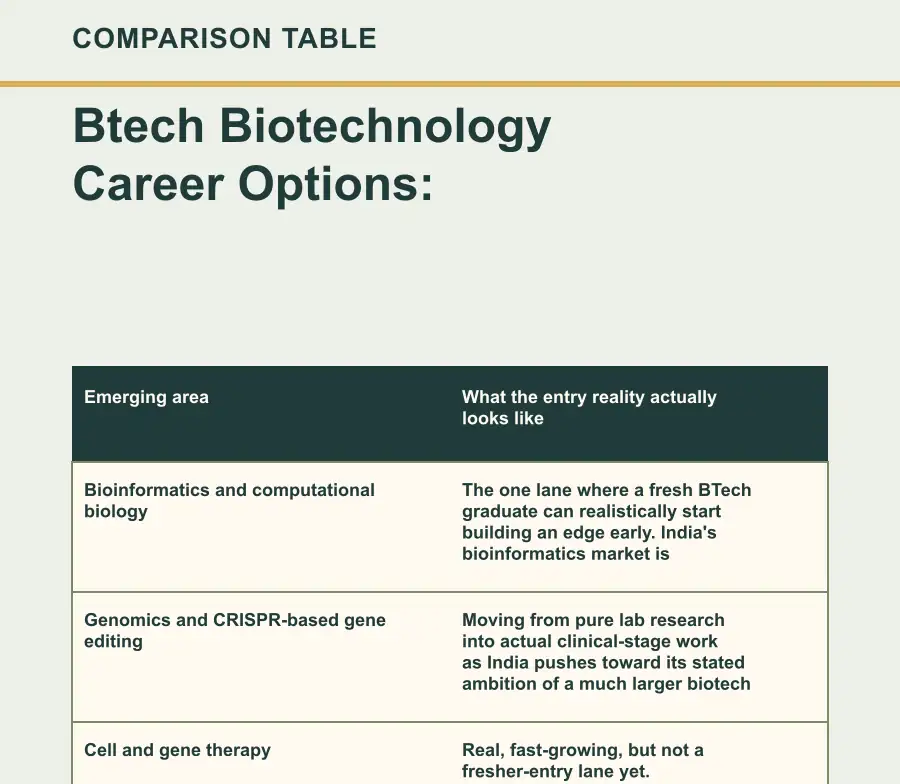 COMPARISON TABLE
Btech Biotechnology
Career Options:
Emerging area
What the entry reality actually
looks like
Bioinformatics and computational
biology
The one lane where a fresh BTech
graduate can realistically start
building an edge early. India's
bioinformatics market is
Genomics and CRISPR-based gene
editing
Moving from pure lab research
into actual clinical-stage work
as India pushes toward its stated
ambition of a much larger biotech
Cell and gene therapy
Real, fast-growing, but not a
fresher-entry lane yet.